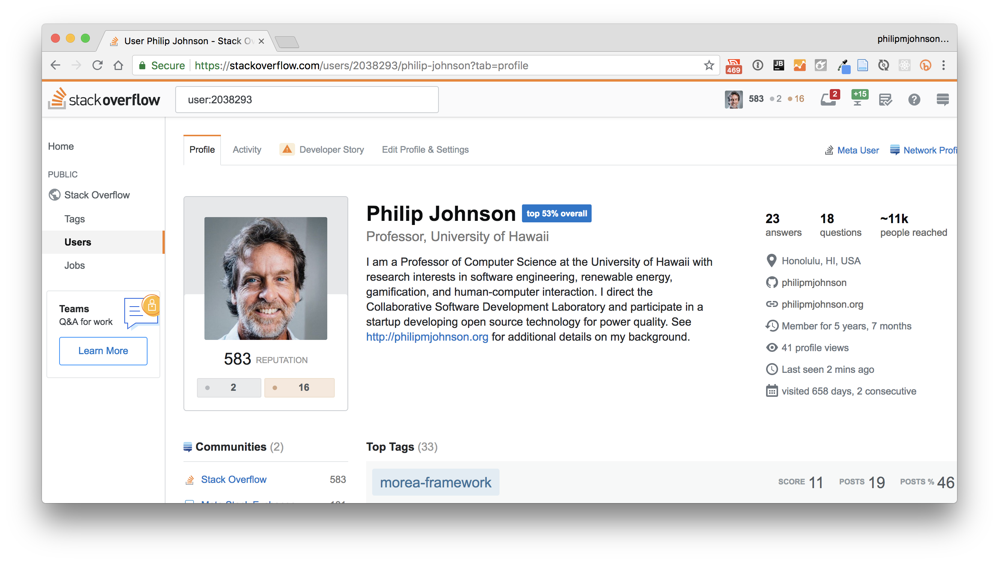 User Philip Johnson - Stack Ov
philipmjohnson...
Secure https://stackoverflow.com/users/2038293/philip-johnson?tab=profile
469
JB
stackoverflow
user:2038293
583 2 16
2
+15
Home
Profile
Activity
Developer Story
Edit Profile & Settings
Meta User
Network Profi
PUBLIC
Stack Overflow
Tags
Users
Jobs
Teams
Q&A for work
Learn More
583 REPUTATION
2
16
Philip Johnson top 53% overall
Professor, University of Hawaii
I am a Professor of Computer Science at the University of Hawaii with
research interests in software engineering, renewable energy,
gamification, and human-computer interaction. I direct the
Collaborative Software Development Laboratory and participate in a
startup developing open source technology for power quality. See
http://philipmjohnson.org for additional details on my background.
23 answers
18 questions
~11k people reached
Honolulu, HI, USA
philipmjohnson
philipmjohnson.org
Member for 5 years, 7 months
41 profile views
Last seen 2 mins ago
visited 658 days, 2 consecutive
Communities (2)
Stack Overflow 583
Top Tags (33)
morea-framework
SCORE 11 POSTS 19 POSTS % 46